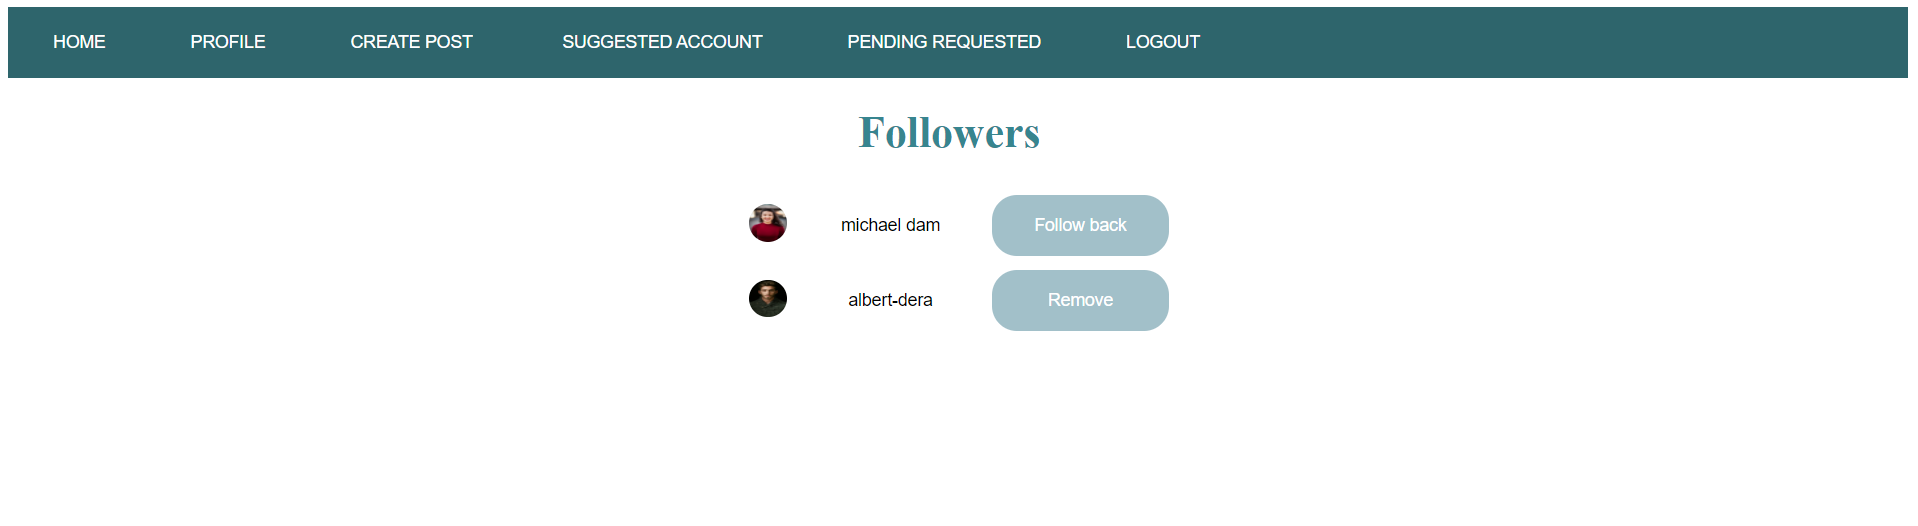 HOME PROFILE CREATE POST SUGGESTED ACCOUNT PENDING REQUESTED LOGOUT
Followers
michael dam Follow back
albert-dera Remove